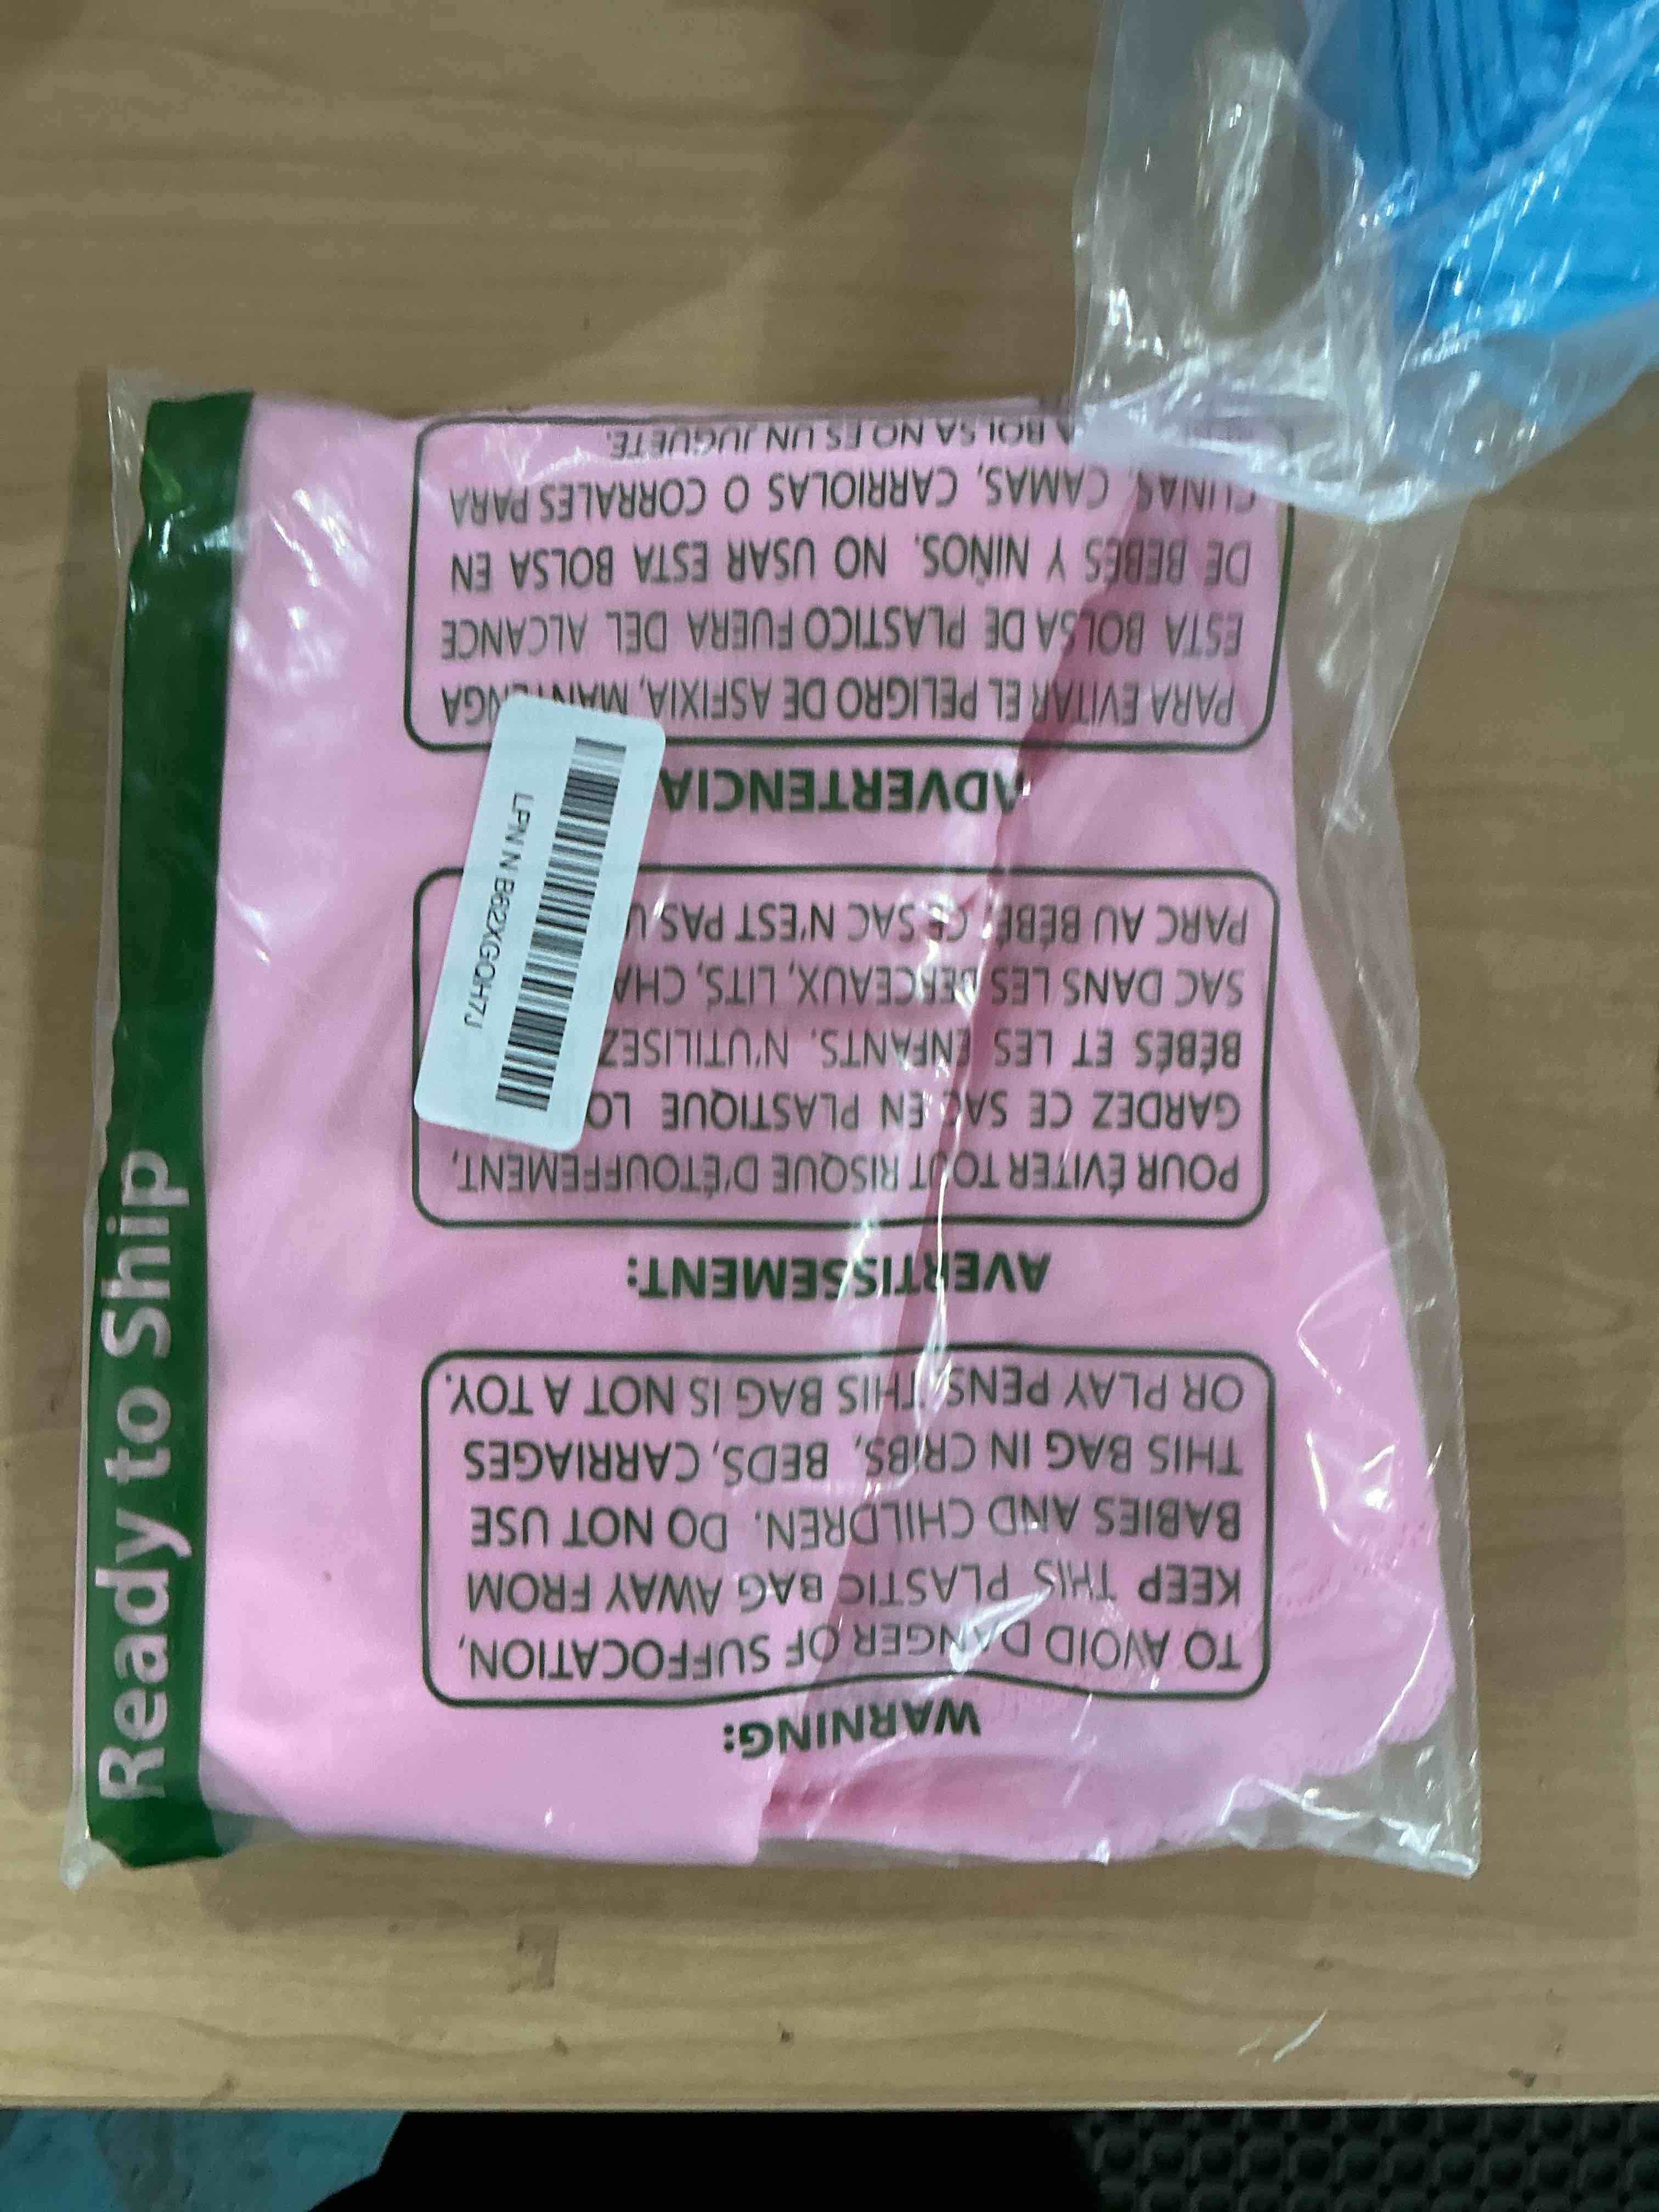 Ready to Ship
WARNING:
TO AVOID DANGER OF SUFFOCATION,
KEEP THIS PLASTIC BAG AWAY FROM
BABIES AND CHILDREN. DO NOT USE
THIS BAG IN CRIBS, BEDS, CARRIAGES
OR PLAY PENS THIS BAG IS NOT A TOY.
AVERTISSEMENT:
POUR ÉVITER TOUT RISQUE D'ÉTOUFFEMENT,
GARDEZ CE SAC EN PLASTIQUE
BÉBÉS ET LES ENFANTS. N'UTILISEZ
SAC DANS LES BERCEAUX, LITS,
PARC AU BÉBÉ. CE SAC N'EST PAS
LPN N B62XGQH7J
ADVERTENCIA
PARA EVITAR EL PELIGRO DE ASFIXIA, MANTENGA
ESTA BOLSA DE PLASTICO FUERA DEL ALCANCE
DE BEBÉS Y NIÑOS. NO USAR ESTA BOLSA EN
CUNAS, CAMAS, CARRIOLAS O CORRALES PARA
BOLSA NO ES UN JUGUETE.